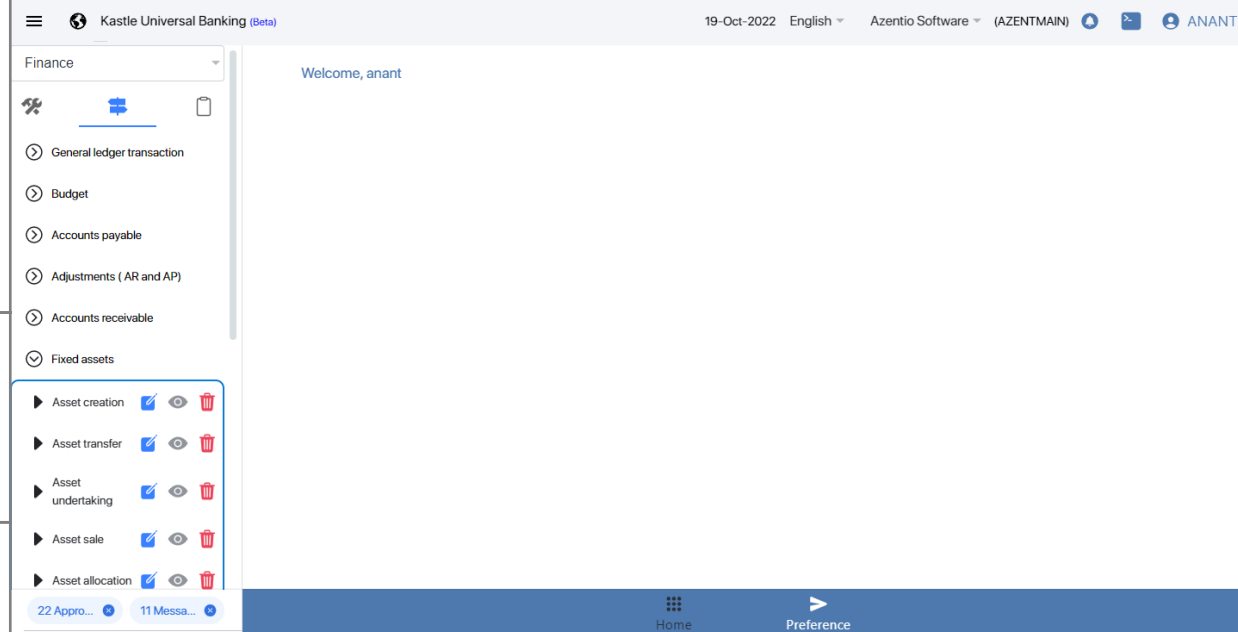 Kastle Universal Banking (Beta)
19-Oct-2022 English Azentio Software (AZENTMAIN) ANANT
Finance
Welcome, anant
General ledger transaction
Budget
Accounts payable
Adjustments ( AR and AP)
Accounts receivable
Fixed assets
Asset creation
Asset transfer
Asset
undertaking
Asset sale
Asset allocation
22 Appro...
11 Messa...
Home
Preference